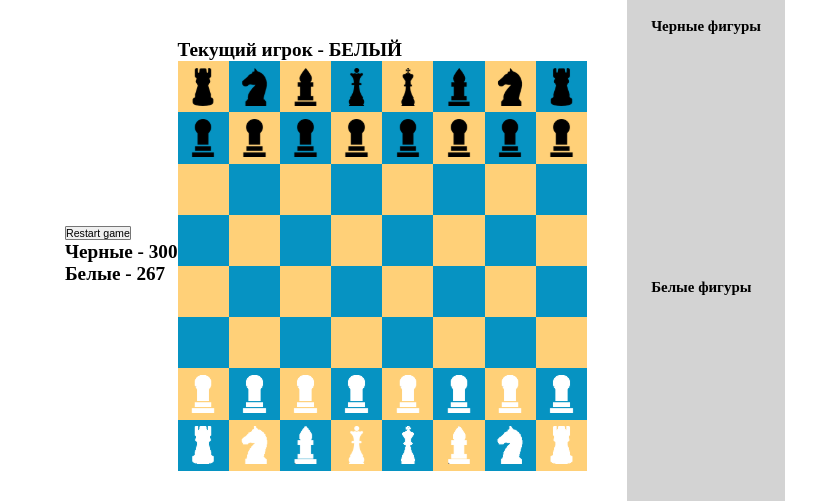 Черные фигуры
Текущий игрок - БЕЛЫЙ
Restart game
Черные - 300
Белые - 267
Белые фигуры